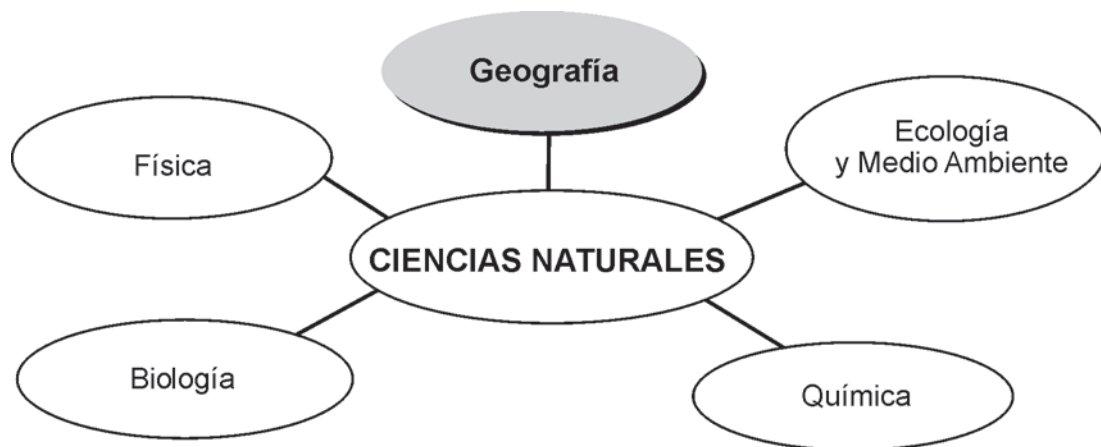 Geografía
Física
Ecología
y Medio Ambiente
CIENCIAS NATURALES
Biología
Química